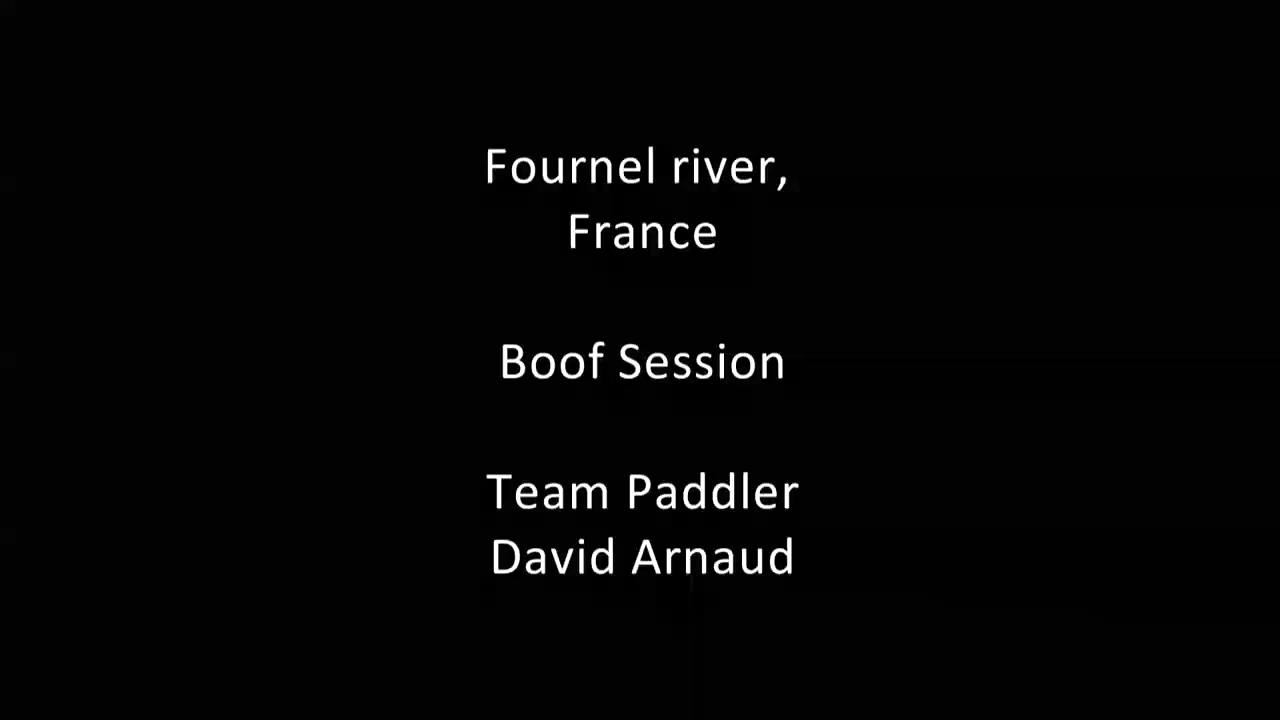 Fournel river,
France
Boof Session
Team Paddler
David Arnaud